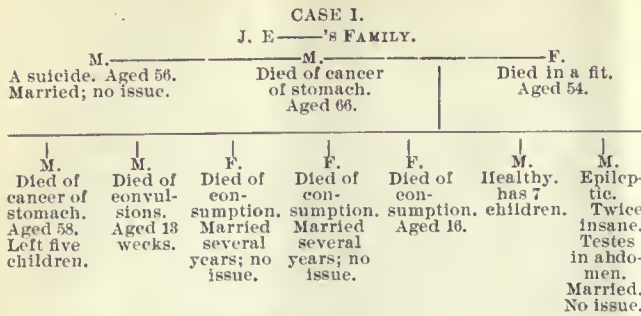 CASE I.
J. E——'s FAMILY.
M.
A suicide. Aged 56.
Married; no issue.
M.
Died of cancer
of stomach.
Aged 66.
F.
Died in a fit.
Aged 54.
M.
Died of
cancer of
stomach.
Aged 58.
Left five
children.
M.
Died of
convul-
sions.
Aged 13
weeks.
F.
Died of
con-
sumption.
Married
several
years; no
issue.
F.
Died of
con-
sumption.
Married
several
years; no
issue.
F.
Died of
con-
sumption.
Aged 16.
M.
Healthy.
has 7
children.
M.
Epilep-
tic.
Twice
insane.
Testes
in abdo-
men.
Married.
No issue.